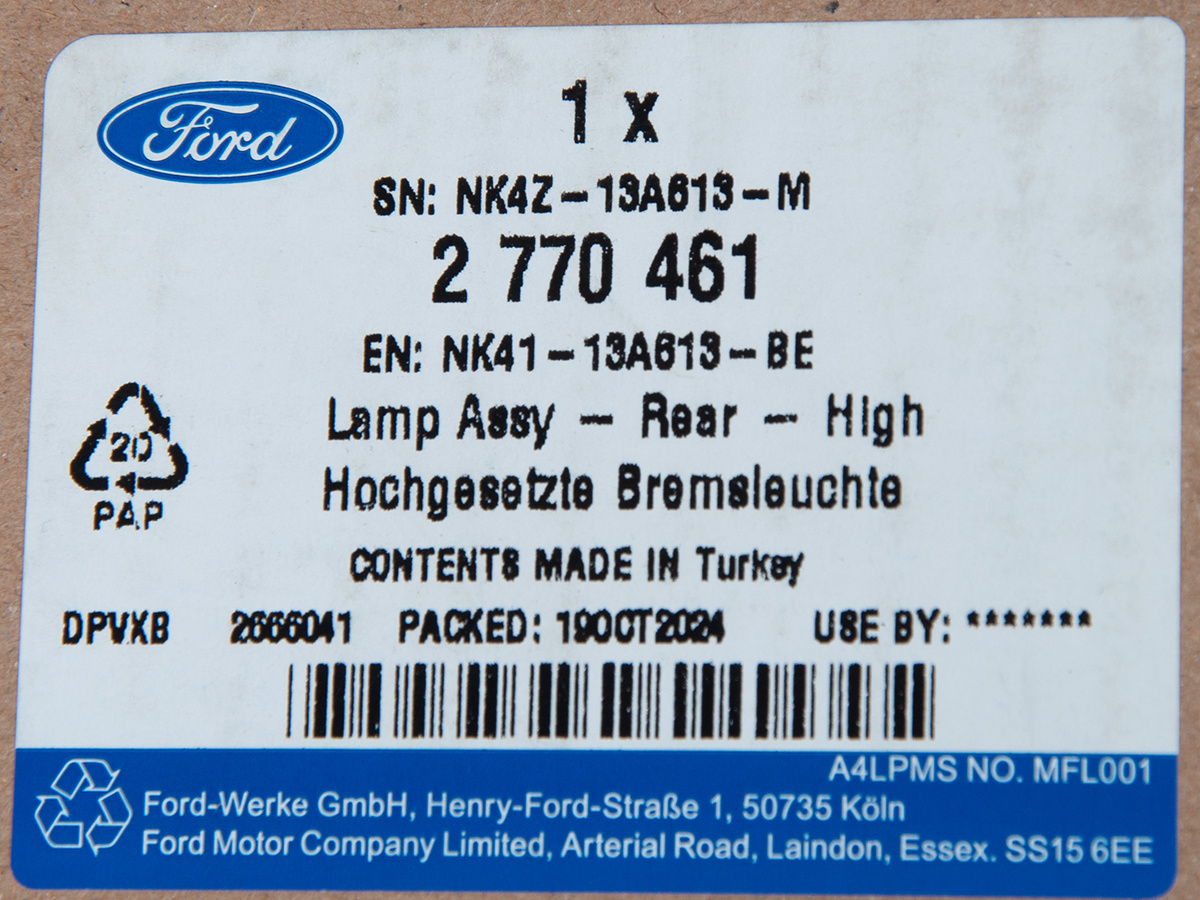 Ford
1 x
SN: NK4Z-13A613-M
2 770 461
EN: NK41-13A613-BE
Lamp Assy - Rear - High
Hochgesetzte Bremsleuchte
20
PAP
CONTENTS MADE IN Turkey
DPVXB 2666041 PACKED: 19OCT2024 USE BY: *******
A4LPMS NO. MFL001
Ford-Werke GmbH, Henry-Ford-Straße 1, 50735 Köln
Ford Motor Company Limited, Arterial Road, Laindon, Essex. SS15 6EE